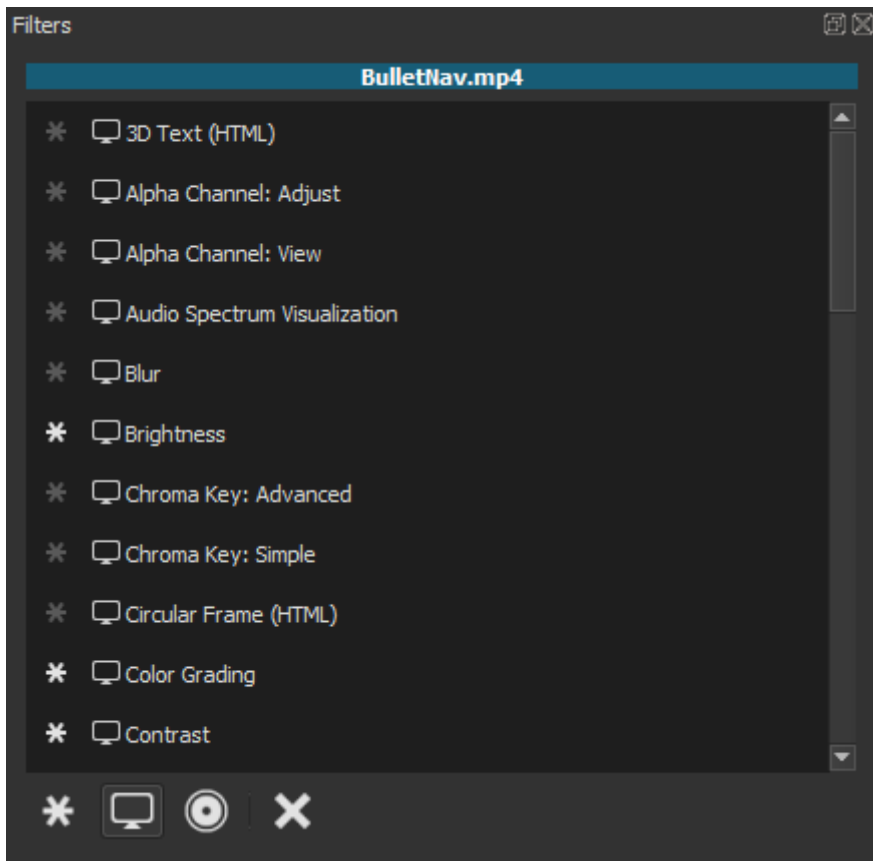 Filters
BulletNav.mp4
3D Text (HTML)
Alpha Channel: Adjust
Alpha Channel: View
Audio Spectrum Visualization
Blur
Brightness
Chroma Key: Advanced
Chroma Key: Simple
Circular Frame (HTML)
Color Grading
Contrast